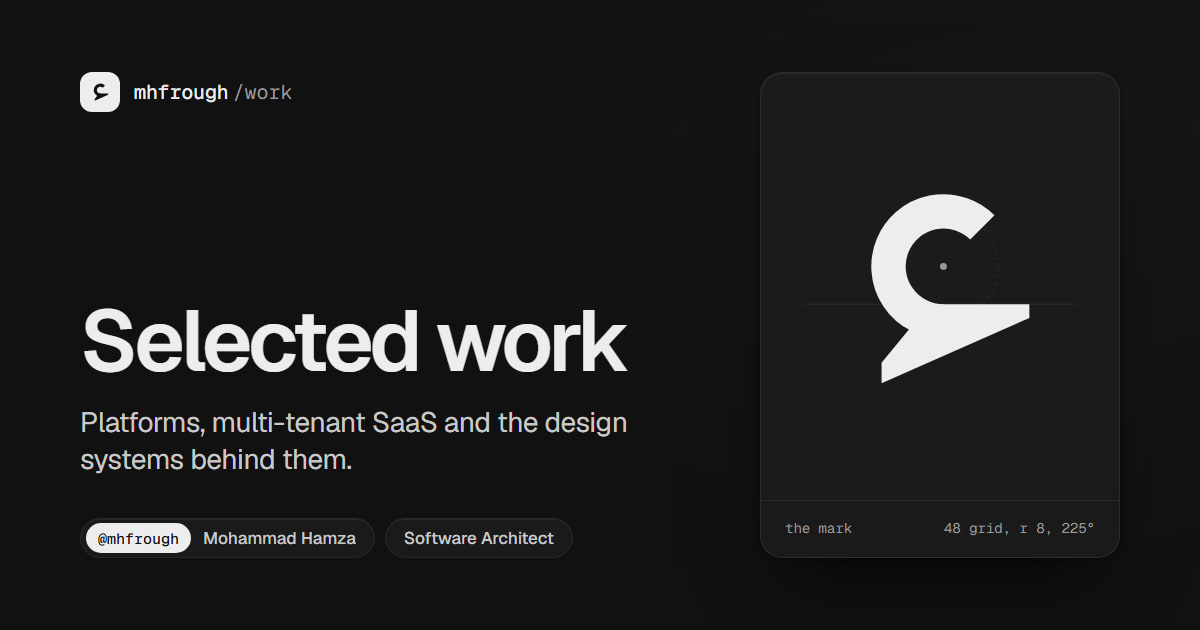 mhfrough /work
Selected work
Platforms, multi-tenant SaaS and the design
systems behind them.
@mhfrough Mohammad Hamza
Software Architect
the mark
48 grid, r 8, 225°